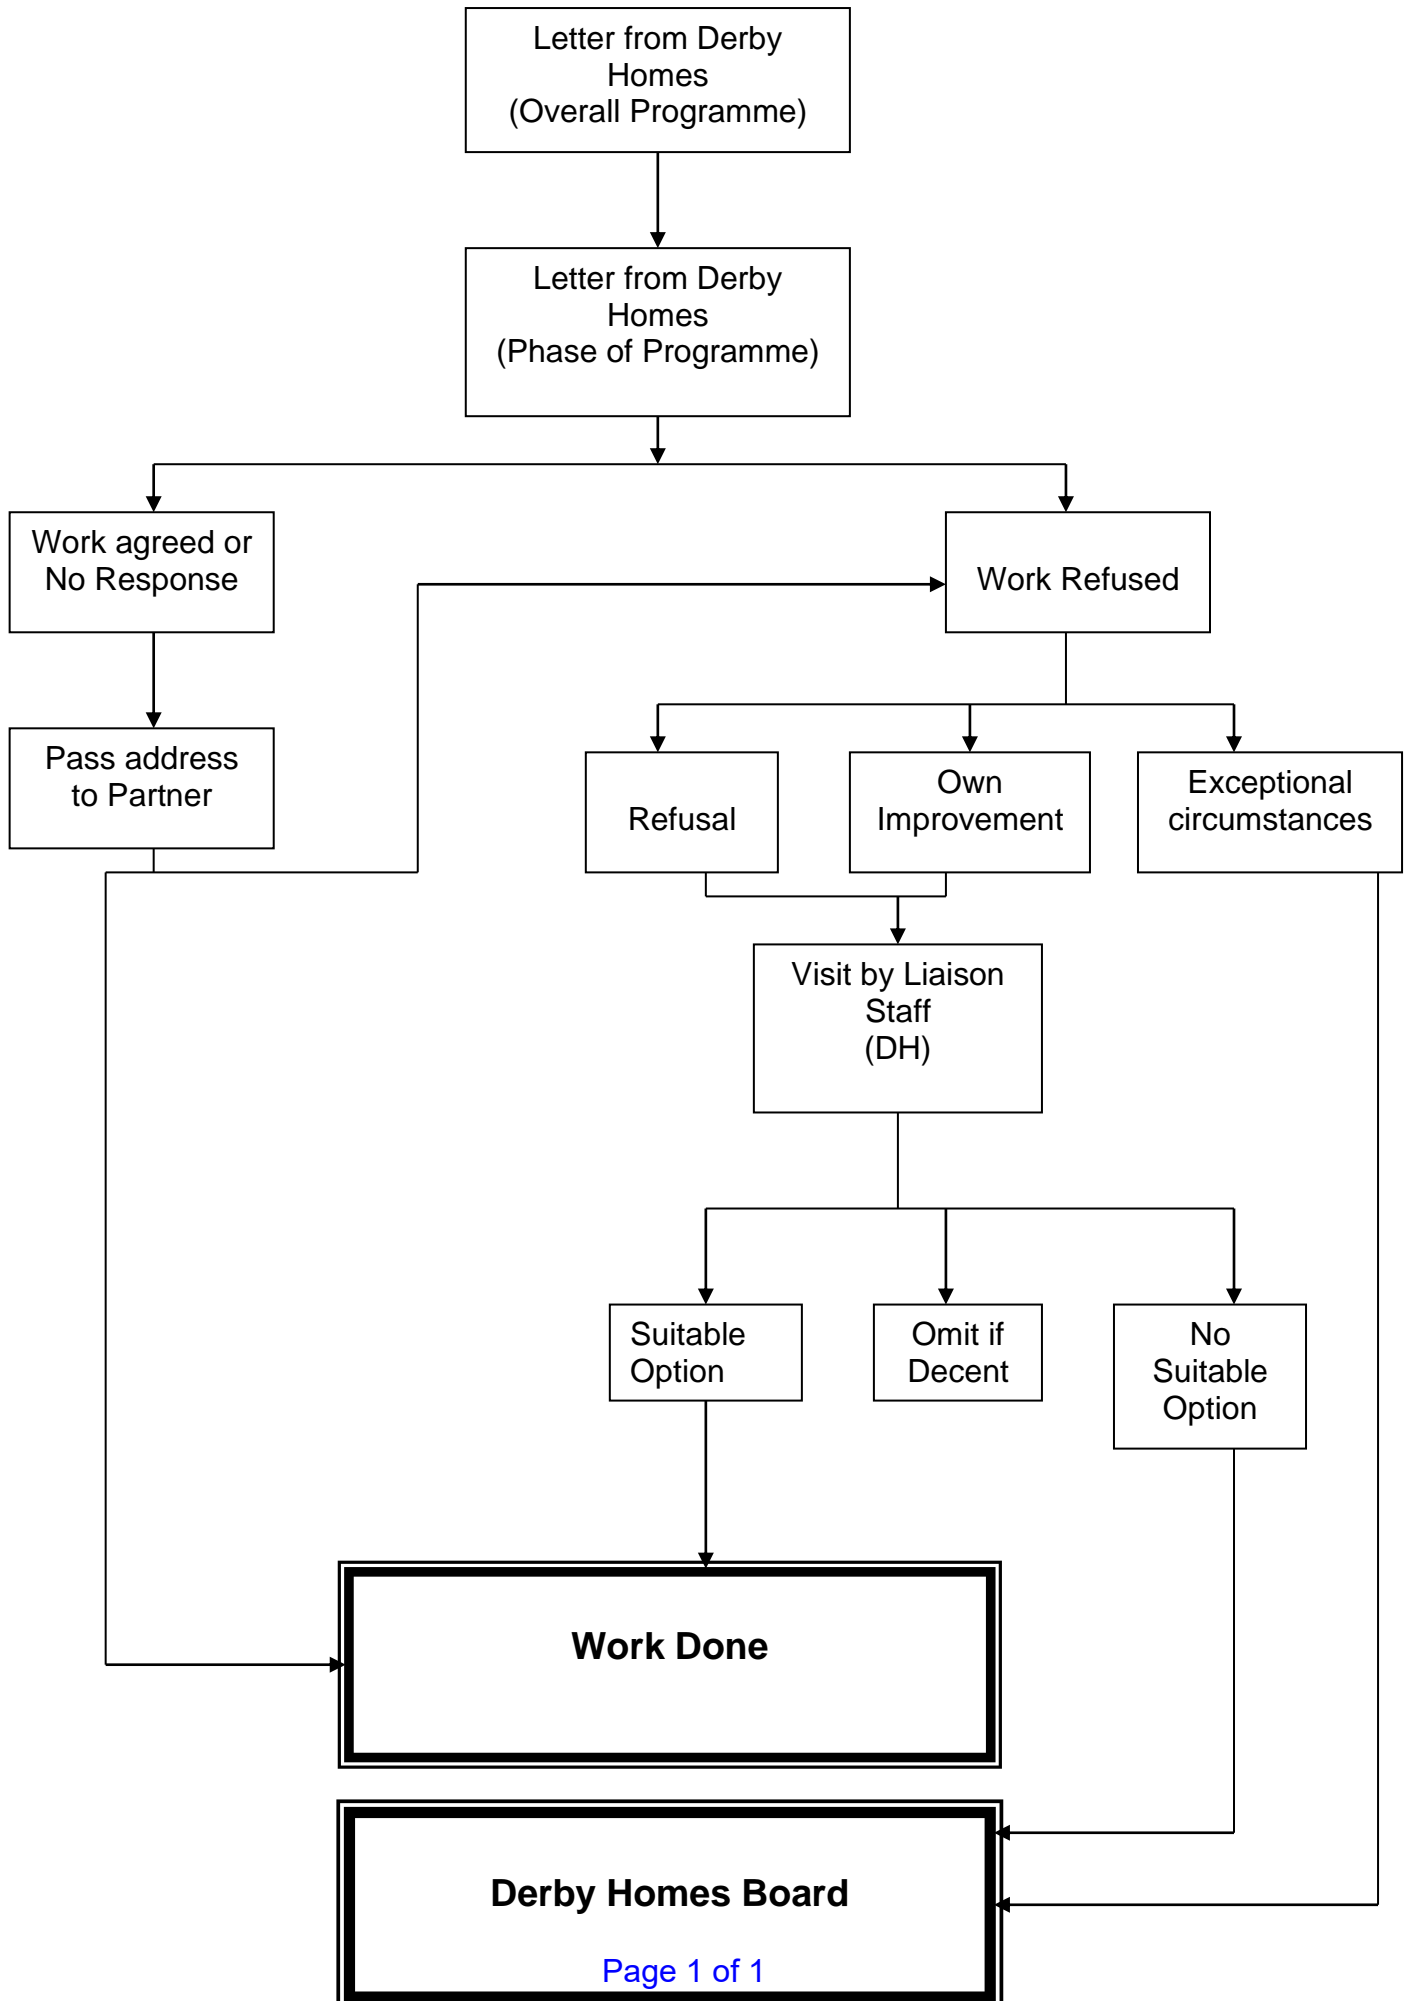 Letter from Derby
Homes
(Overall Programme)
Letter from Derby
Homes
(Phase of Programme)
Work agreed or
No Response
Work Refused
Pass address
to Partner
Refusal
Own
Improvement
Exceptional
circumstances
Visit by Liaison
Staff
(DH)
Suitable
Option
Omit if
Decent
No
Suitable
Option
Work Done
Derby Homes Board
Page 1 of 1